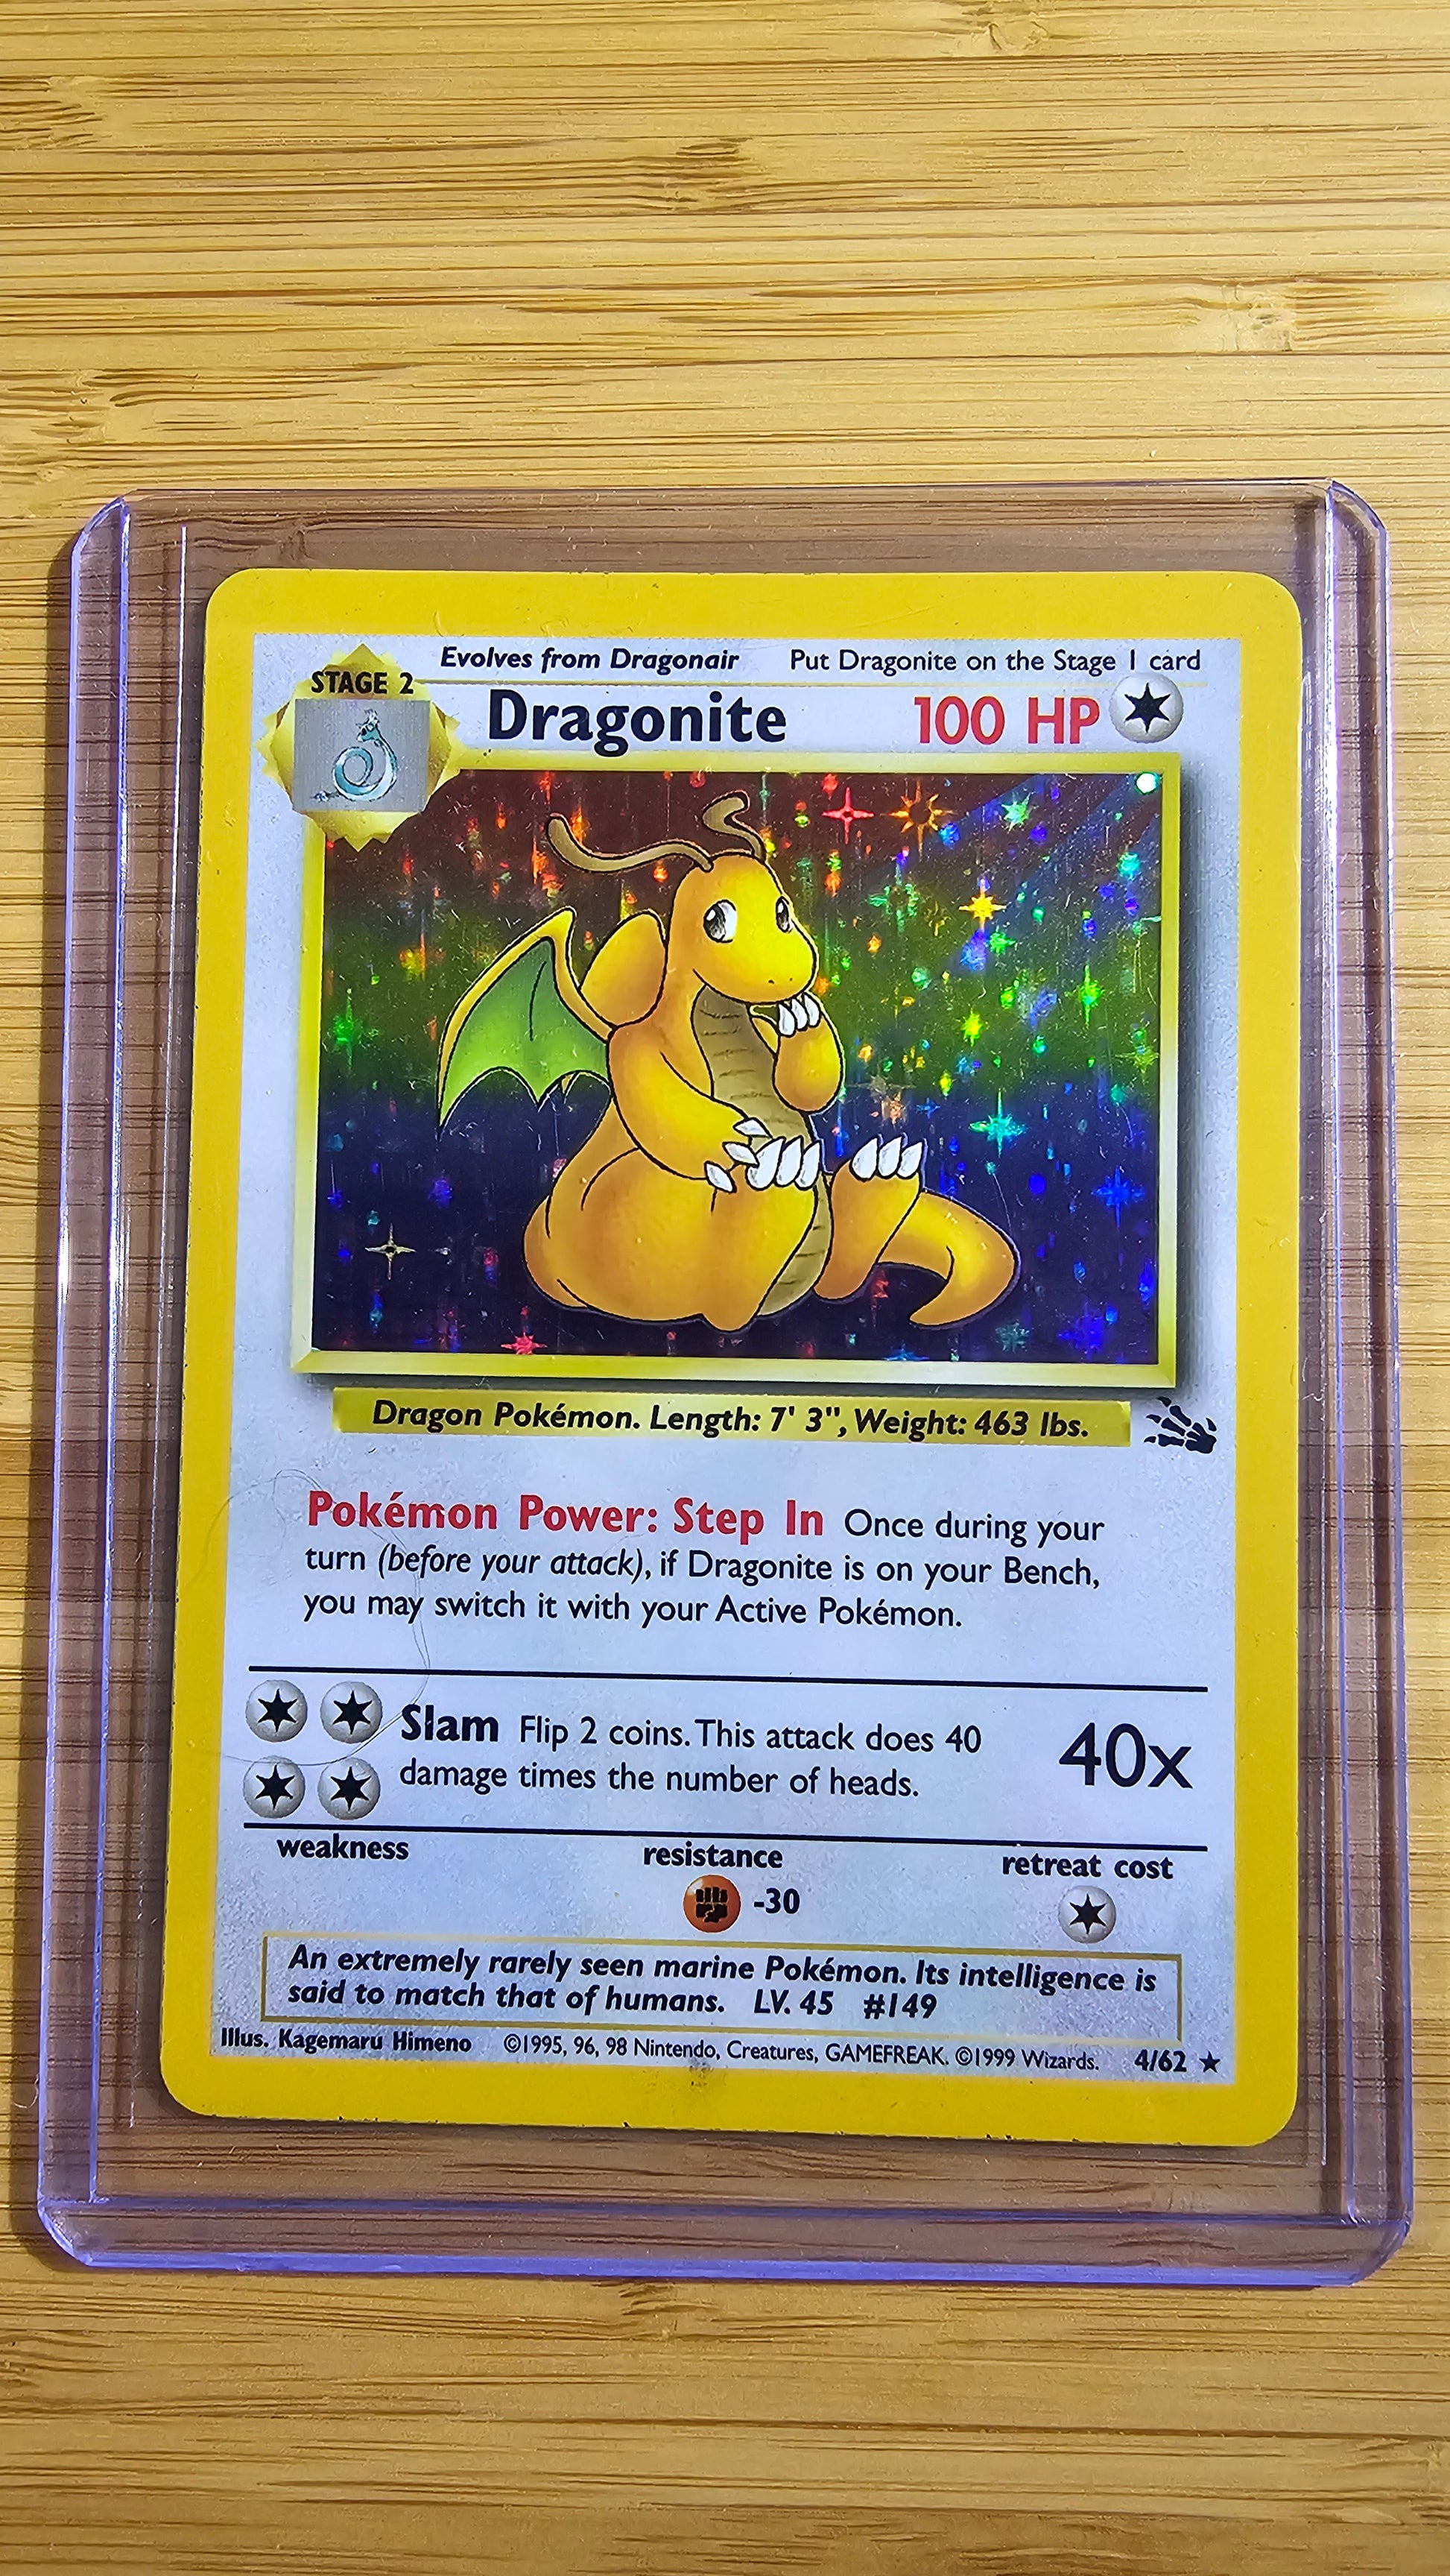 Evolves from Dragonair Put Dragonite on the Stage 1 card
STAGE 2
Dragonite 100 HP
Dragon Pokémon. Length: 7' 3", Weight: 463 lbs.
Pokémon Power: Step In Once during your
turn (before your attack), if Dragonite is on your Bench,
you may switch it with your Active Pokémon.
Slam Flip 2 coins. This attack does 40
damage times the number of heads.
40x
weakness resistance retreat cost
-30
An extremely rarely seen marine Pokémon. Its intelligence is
said to match that of humans. LV. 45 #149
Illus. Kagemaru Himeno ©1995, 96, 98 Nintendo, Creatures, GAMEFREAK. ©1999 Wizards. 4/62 ★